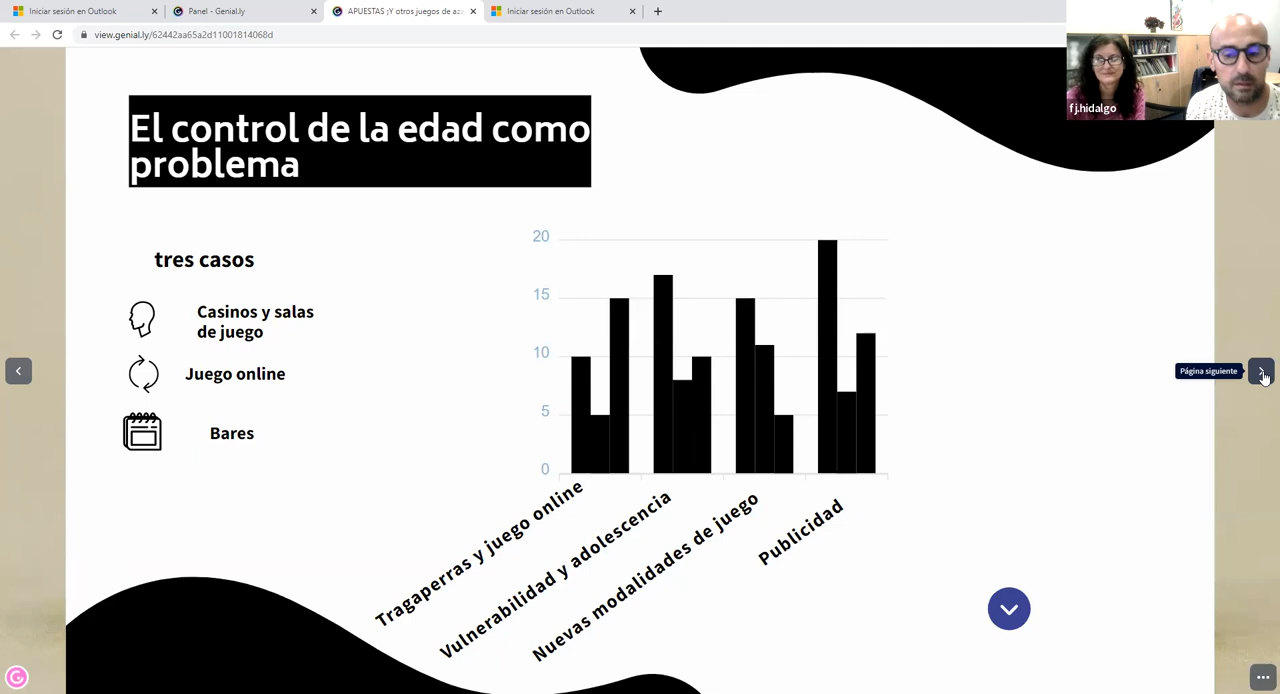 Iniciar sesión en Outlook
Panel - Genial.ly
APUESTAS ¡Y otros juegos de aza
Iniciar sesión en Outlook
view.genial.ly/62442aa65a2d11001814068d
fj.hidalgo
El control de la edad como
problema
tres casos
Casinos y salas
de juego
Juego online
Bares
20
15
10
5
0
Tragaperras y juego online
Vulnerabilidad y adolescencia
Nuevas modalidades de juego
Publicidad
Página siguiente